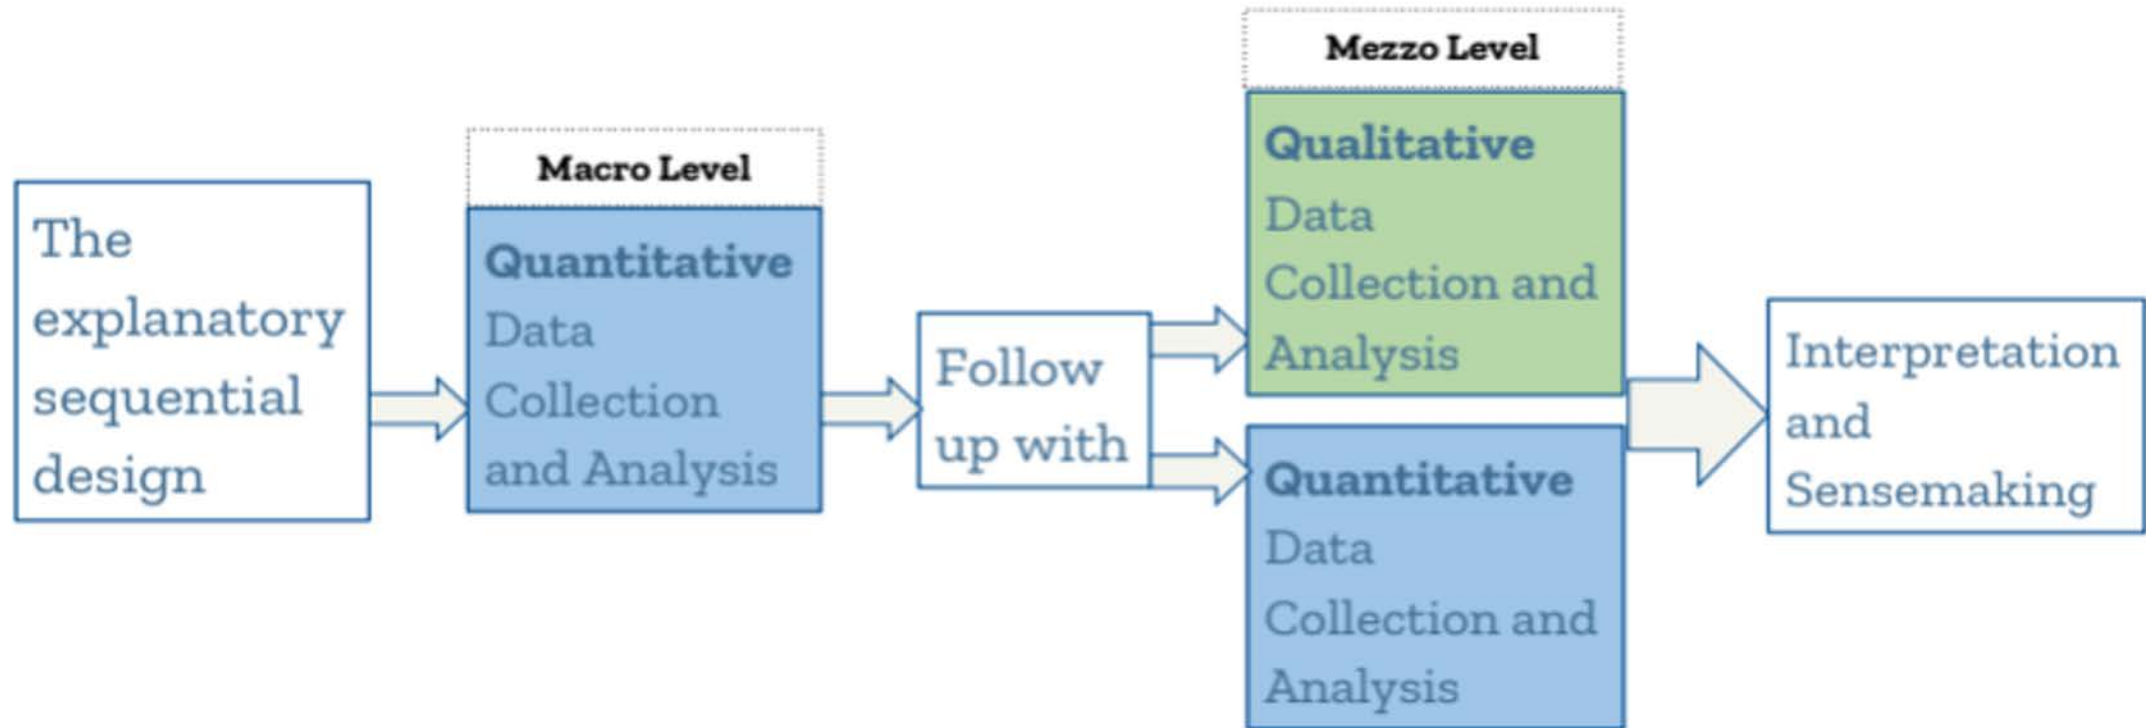 The
explanatory
sequential
design
Macro Level
Quantitative
Data
Collection
and Analysis
Follow
up with
Mezzo Level
Qualitative
Data
Collection and
Analysis
Quantitative
Data
Collection and
Analysis
Interpretation
and
Sensemaking